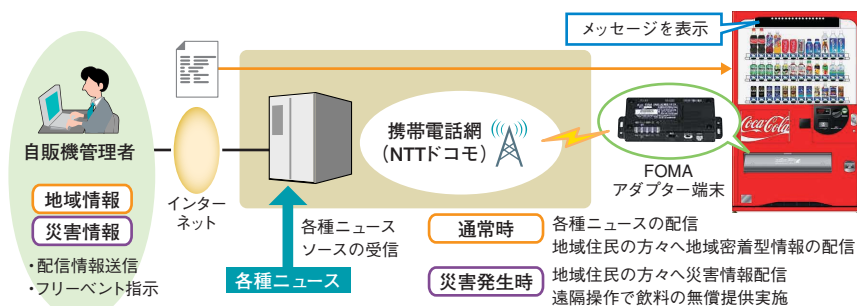 メッセージを表示
自販機管理者
地域情報
災害情報
・配信情報送信
・フリーベント指示
インター
ネット
各種ニュース
ソースの受信
各種ニュース
携帯電話網
(NTTドコモ)
FOMA
アダプター端末
Coca-Cola
通常時
各種ニュースの配信
地域住民の方々へ地域密着型情報の配信
災害発生時
地域住民の方々へ災害情報配信
遠隔操作で飲料の無償提供実施